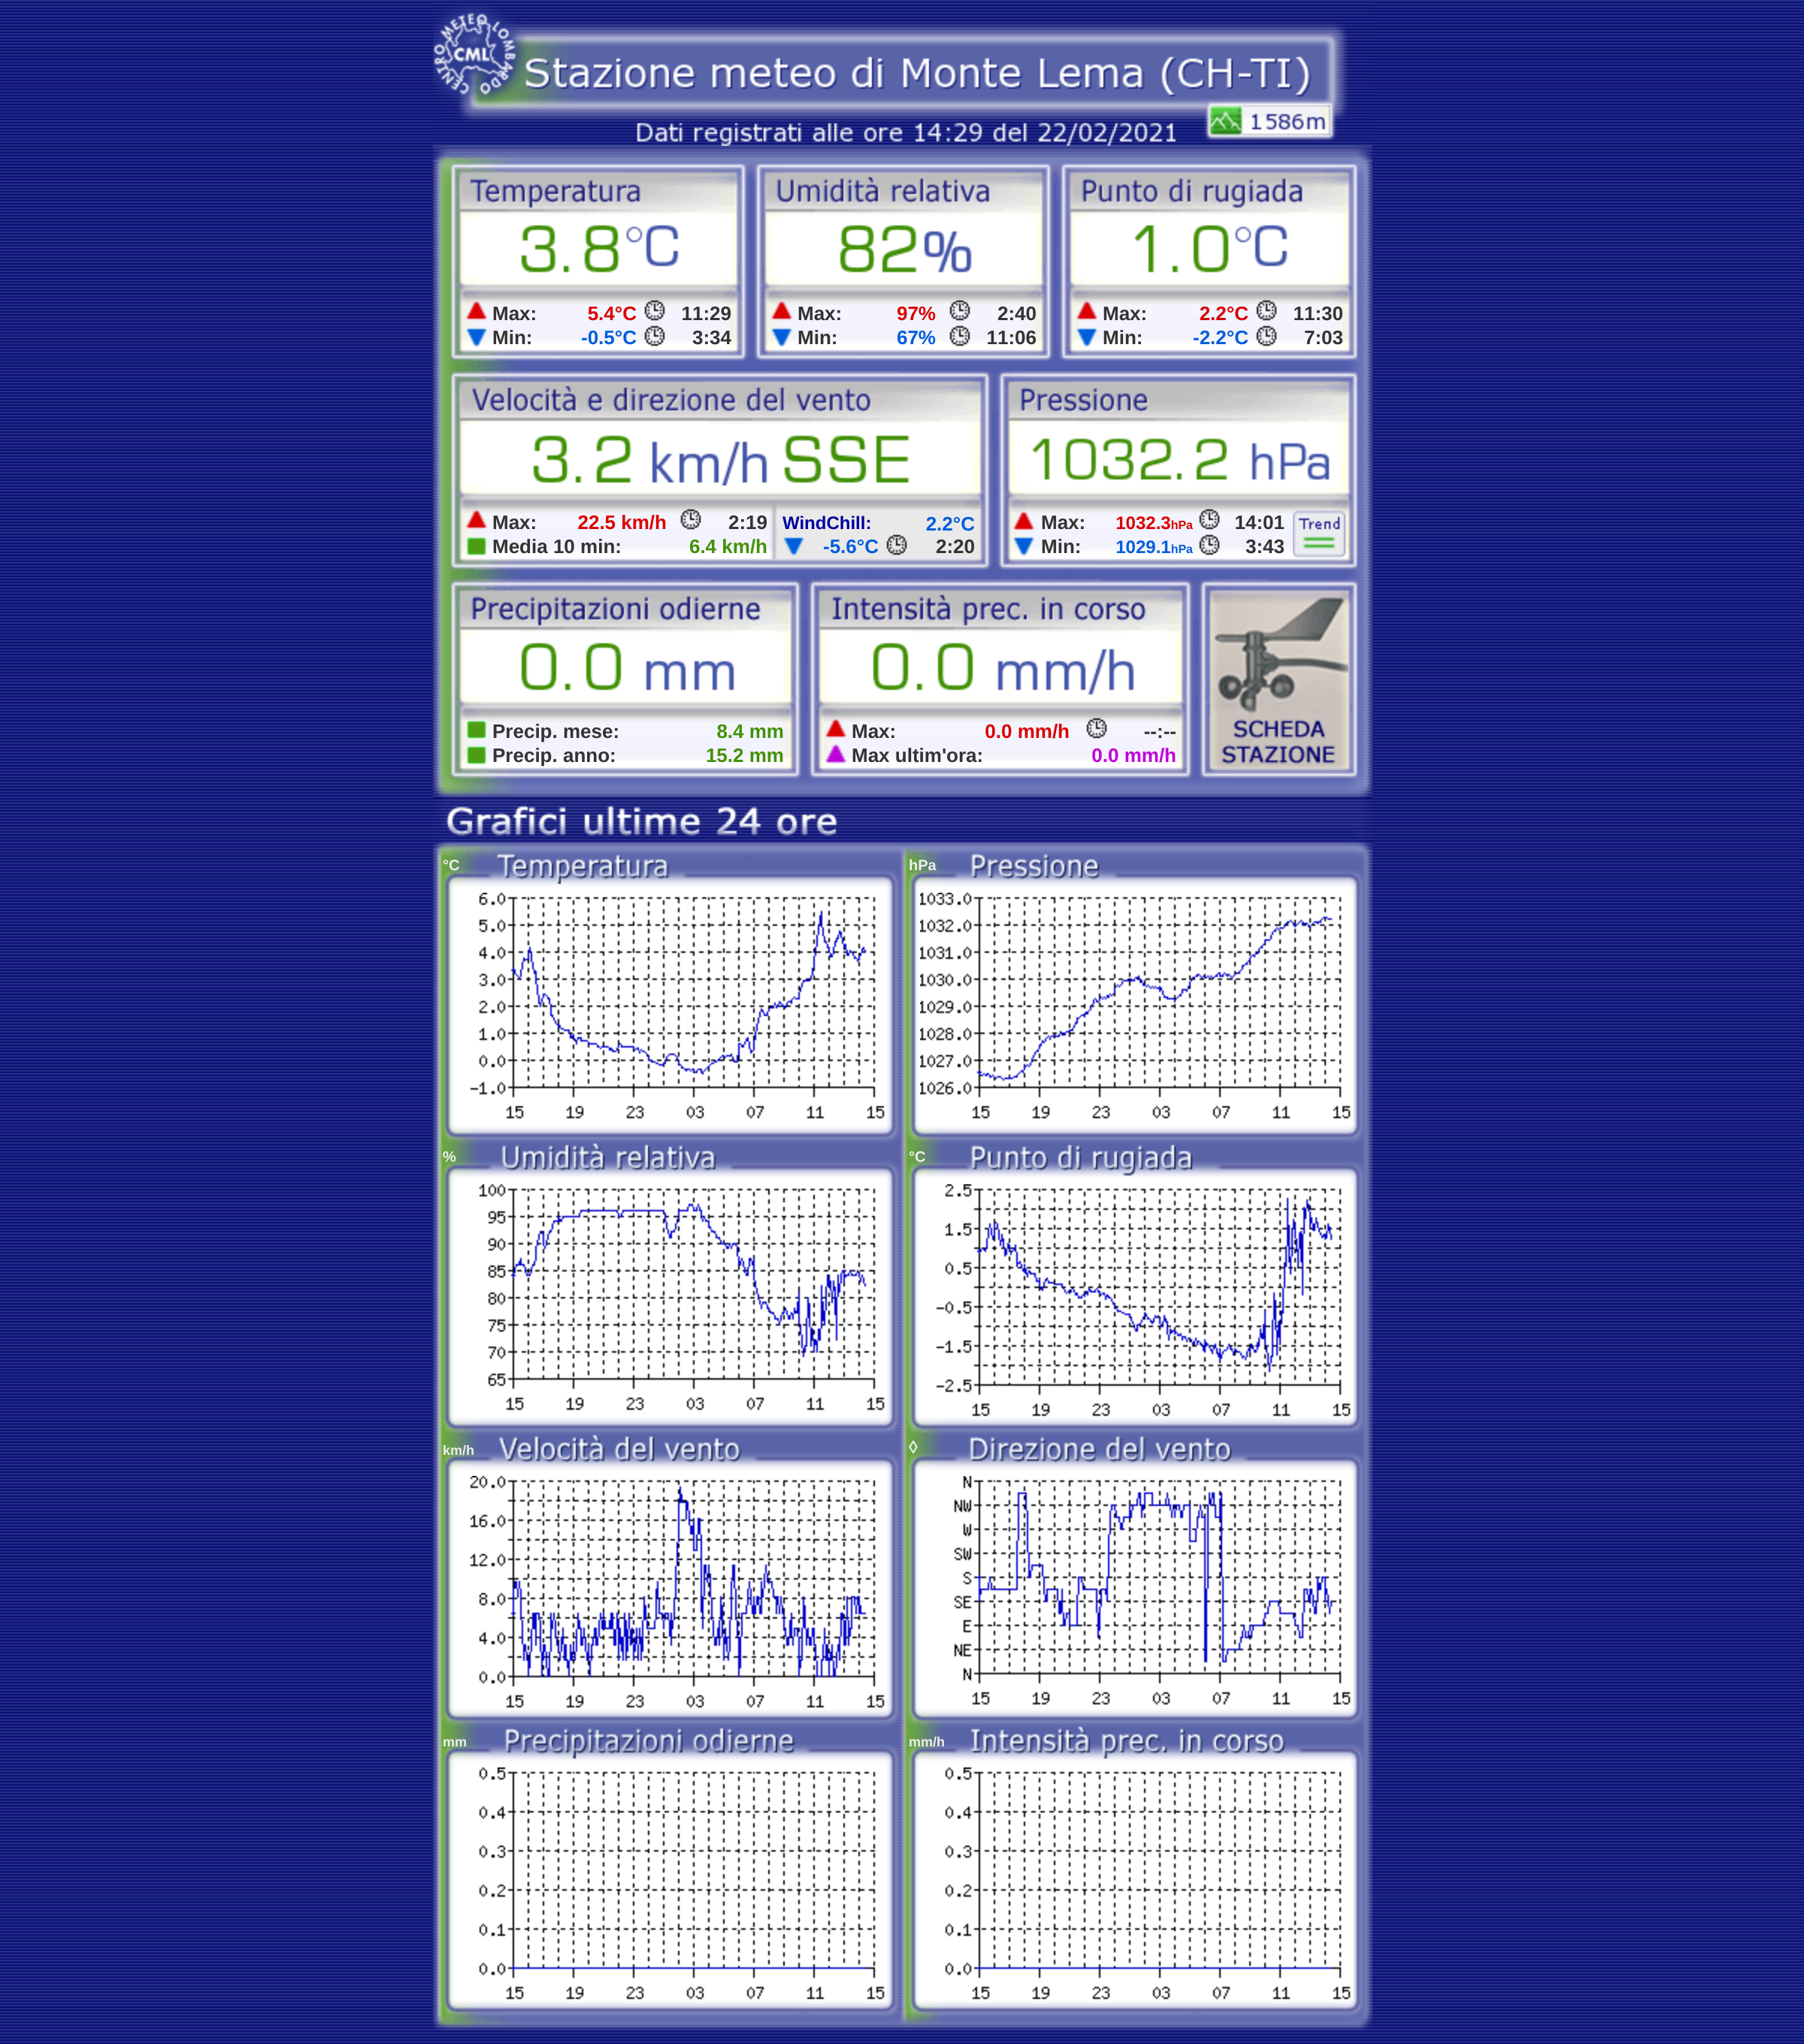 CENTRO METEO LOMBARDO
CML
Stazione meteo di Monte Lema (CH-TI)
1586m
Dati registrati alle ore 14:29 del 22/02/2021
Temperatura Umidità relativa Punto di rugiada
3.8°C 82% 1.0°C
Max: 5.4°C 11:29 Max: 97% 2:40 Max: 2.2°C 11:30
Min: -0.5°C 3:34 Min: 67% 11:06 Min: -2.2°C 7:03
Velocità e direzione del vento Pressione
3.2 km/h SSE 1032.2 hPa
Max: 22.5 km/h 2:19 WindChill: 2.2°C Max: 1032.3hPa 14:01 Trend
Media 10 min: 6.4 km/h -5.6°C 2:20 Min: 1029.1hPa 3:43
Precipitazioni odierne Intensità prec. in corso
0.0 mm 0.0 mm/h
Precip. mese: 8.4 mm Max: 0.0 mm/h --:-- SCHEDA
Precip. anno: 15.2 mm Max ultim'ora: 0.0 mm/h STAZIONE
Grafici ultime 24 ore
°C Temperatura
6.0
5.0
4.0
3.0
2.0
1.0
0.0
-1.0
15 19 23 03 07 11 15
hPa Pressione
1033.0
1032.0
1031.0
1030.0
1029.0
1028.0
1027.0
1026.0
15 19 23 03 07 11 15
% Umidità relativa
100
95
90
85
80
75
70
65
15 19 23 03 07 11 15
°C Punto di rugiada
2.5
1.5
0.5
-0.5
-1.5
-2.5
15 19 23 03 07 11 15
km/h Velocità del vento
20.0
16.0
12.0
8.0
4.0
0.0
15 19 23 03 07 11 15
◊ Direzione del vento
N
NW
W
SW
S
SE
E
NE
N
15 19 23 03 07 11 15
mm Precipitazioni odierne
0.5
0.4
0.3
0.2
0.1
0.0
15 19 23 03 07 11 15
mm/h Intensità prec. in corso
0.5
0.4
0.3
0.2
0.1
0.0
15 19 23 03 07 11 15